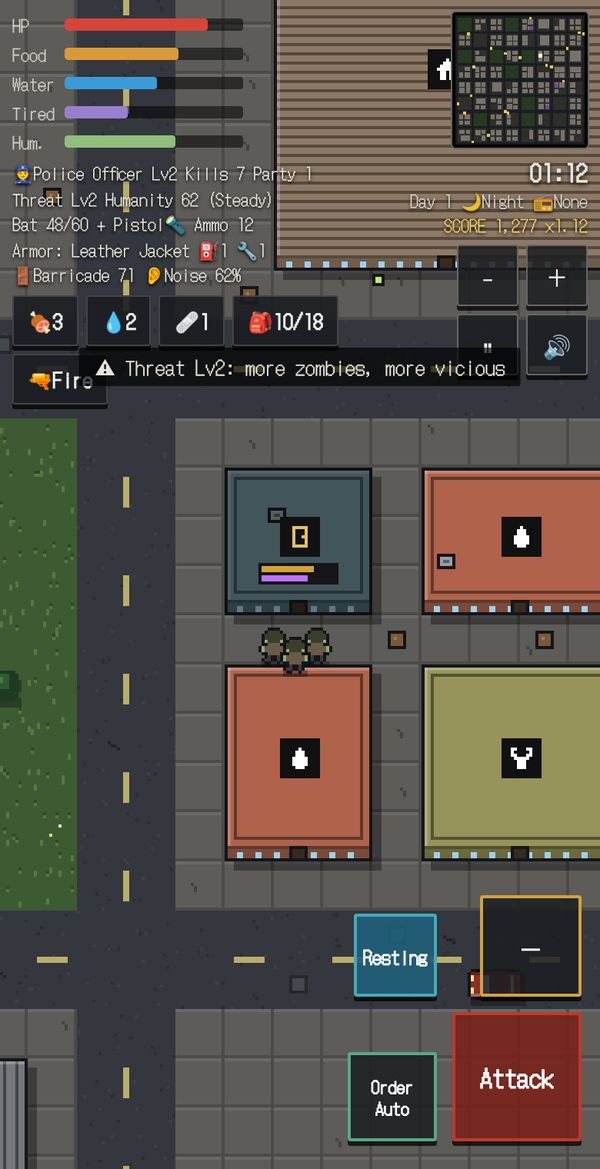 HP
Food
Water
Tired
Hum.
👮Police Officer Lv2 Kills 7 Party 1
Threat Lv2 Humanity 62 (Steady)
Bat 48/60 + Pistol🔦 Ammo 12
Armor: Leather Jacket ⛽1 🔧1
🚪Barricade 71 👂Noise 62%
01:12
Day 1 🌙Night 📻None
SCORE 1,277 x1.12
- +
🍖3 💧2 🩹1 🎒10/18
⏸ 🔊
🔫Fire
⚠ Threat Lv2: more zombies, more vicious
Resting
—
Attack
Order
Auto